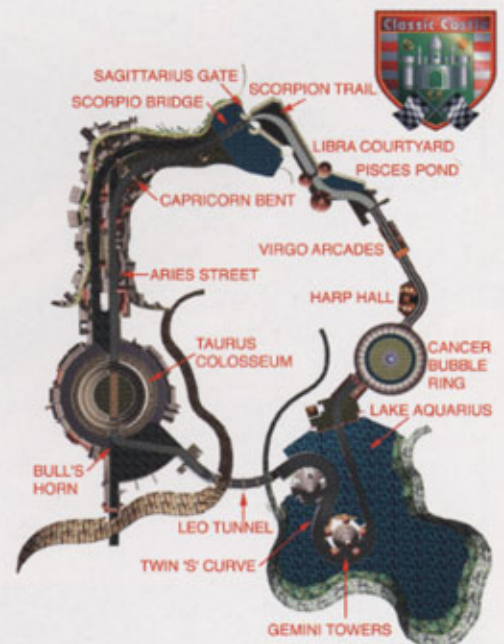 Classic Castle
SAGITTARIUS GATE
SCORPION TRAIL
SCORPIO BRIDGE
LIBRA COURTYARD
PISCES POND
CAPRICORN BENT
VIRGO ARCADES
ARIES STREET
HARP HALL
TAURUS
COLOSSEUM
CANCER
BUBBLE
RING
LAKE AQUARIUS
BULL'S
HORN
LEO TUNNEL
TWIN 'S' CURVE
GEMINI TOWERS